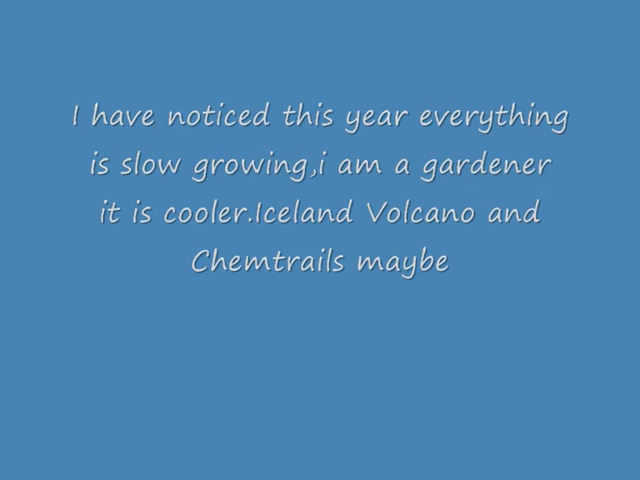 I have noticed this year everything
is slow growing,i am a gardener
it is cooler.Iceland Volcano and
Chemtrails maybe